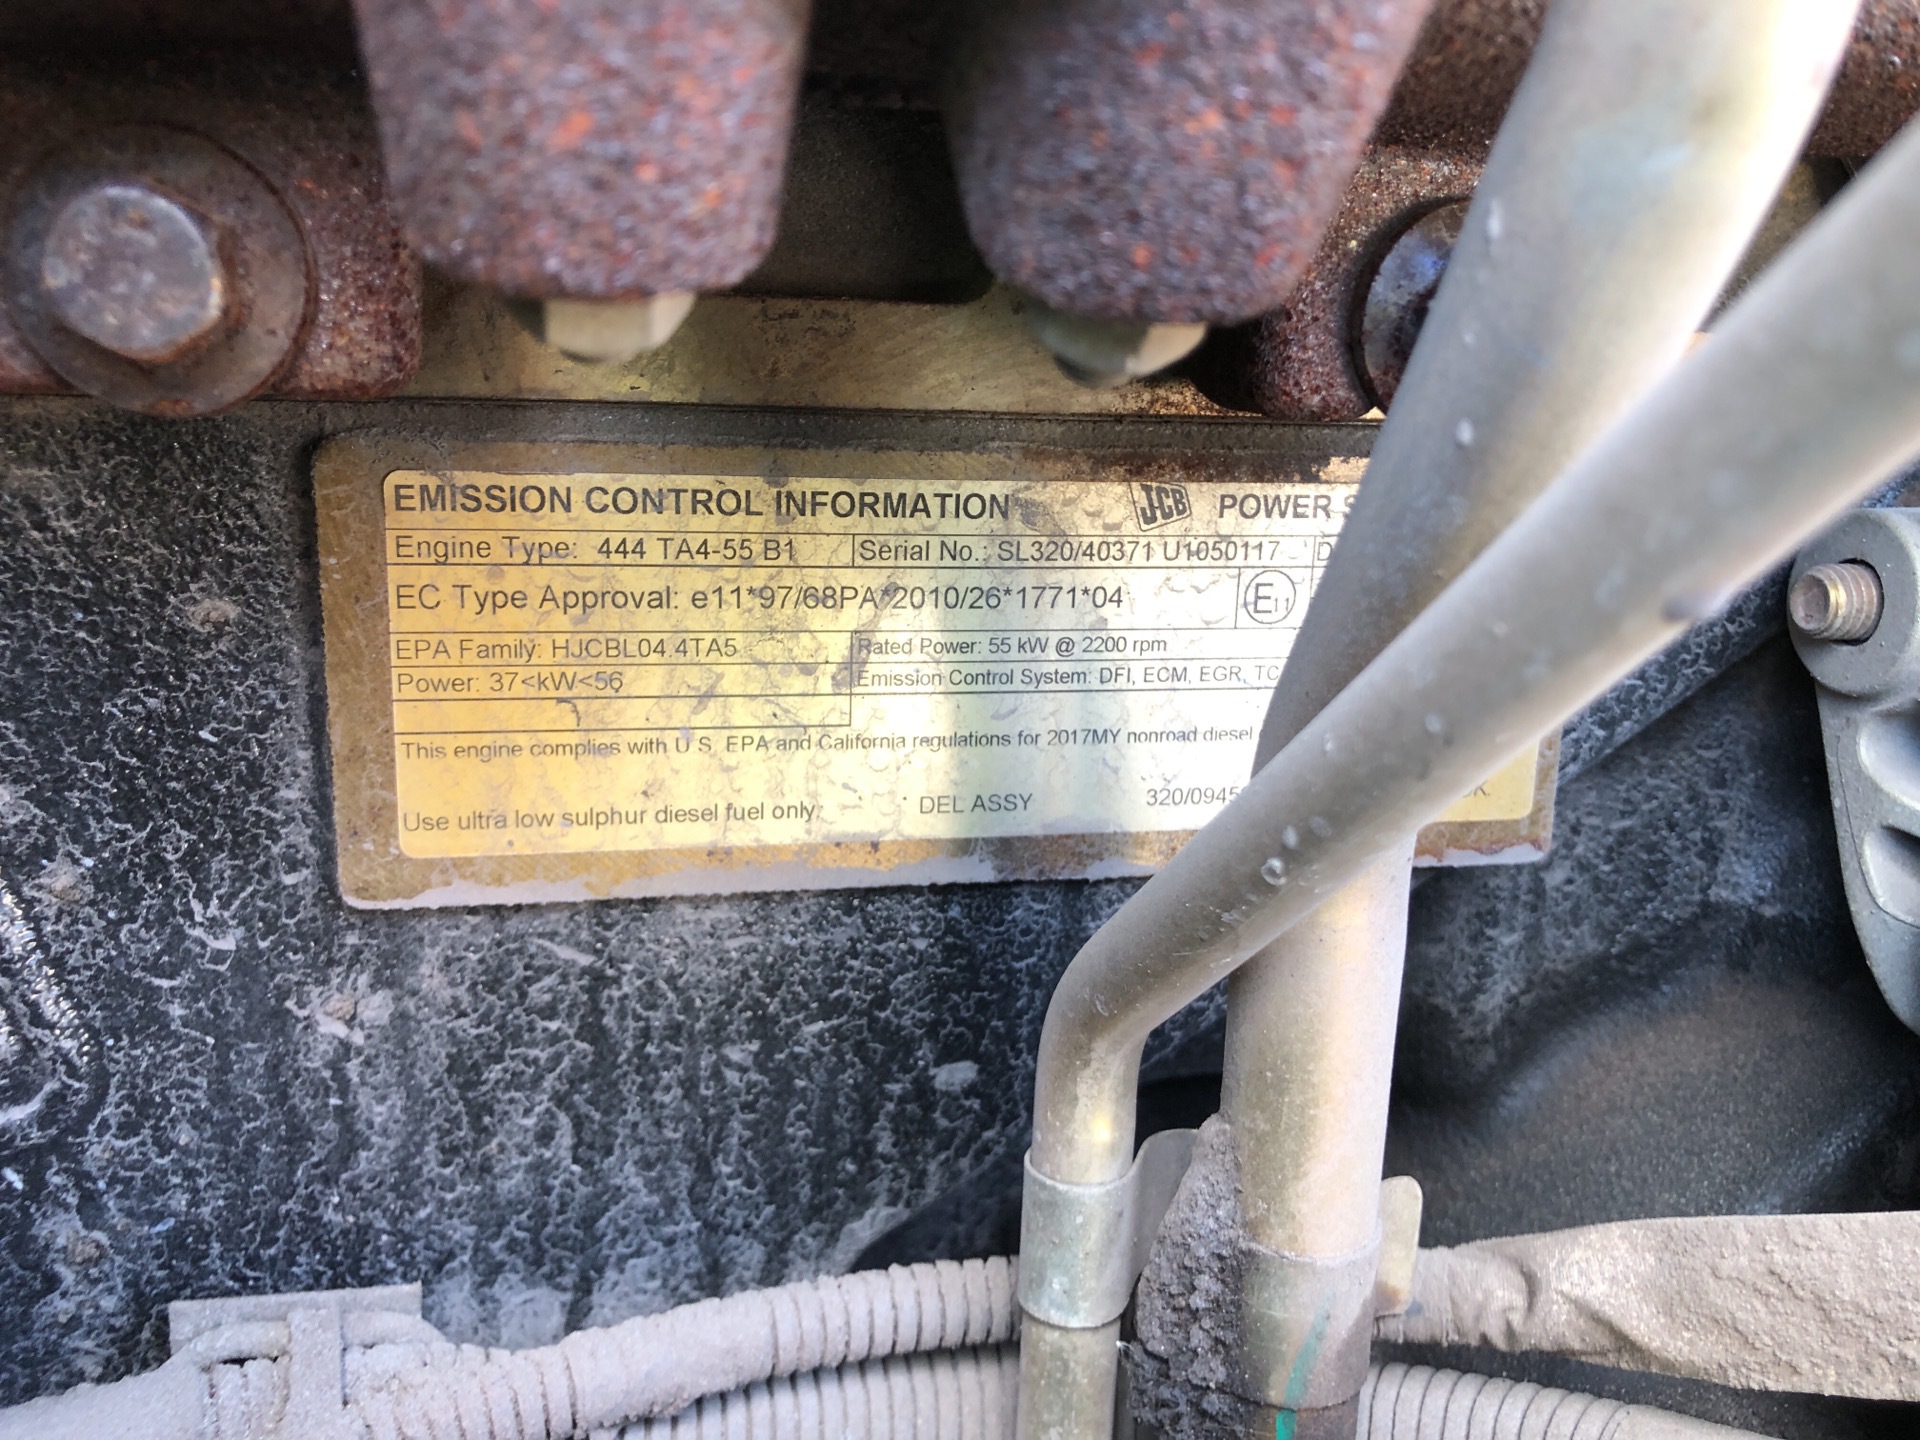 EMISSION CONTROL INFORMATION JCB POWER
Engine Type: 444 TA4-55 B1 Serial No.: SL320/40371 U1050117
EC Type Approval: e11*97/68PA*2010/26*1771*04 E11
EPA Family: HJCBL04.4TA5 Rated Power: 55 kW @ 2200 rpm
Power: 37<kW<56 Emission Control System: DFI, ECM, EGR, TC
This engine complies with U S EPA and California regulations for 2017MY nonroad diesel
Use ultra low sulphur diesel fuel only. DEL ASSY